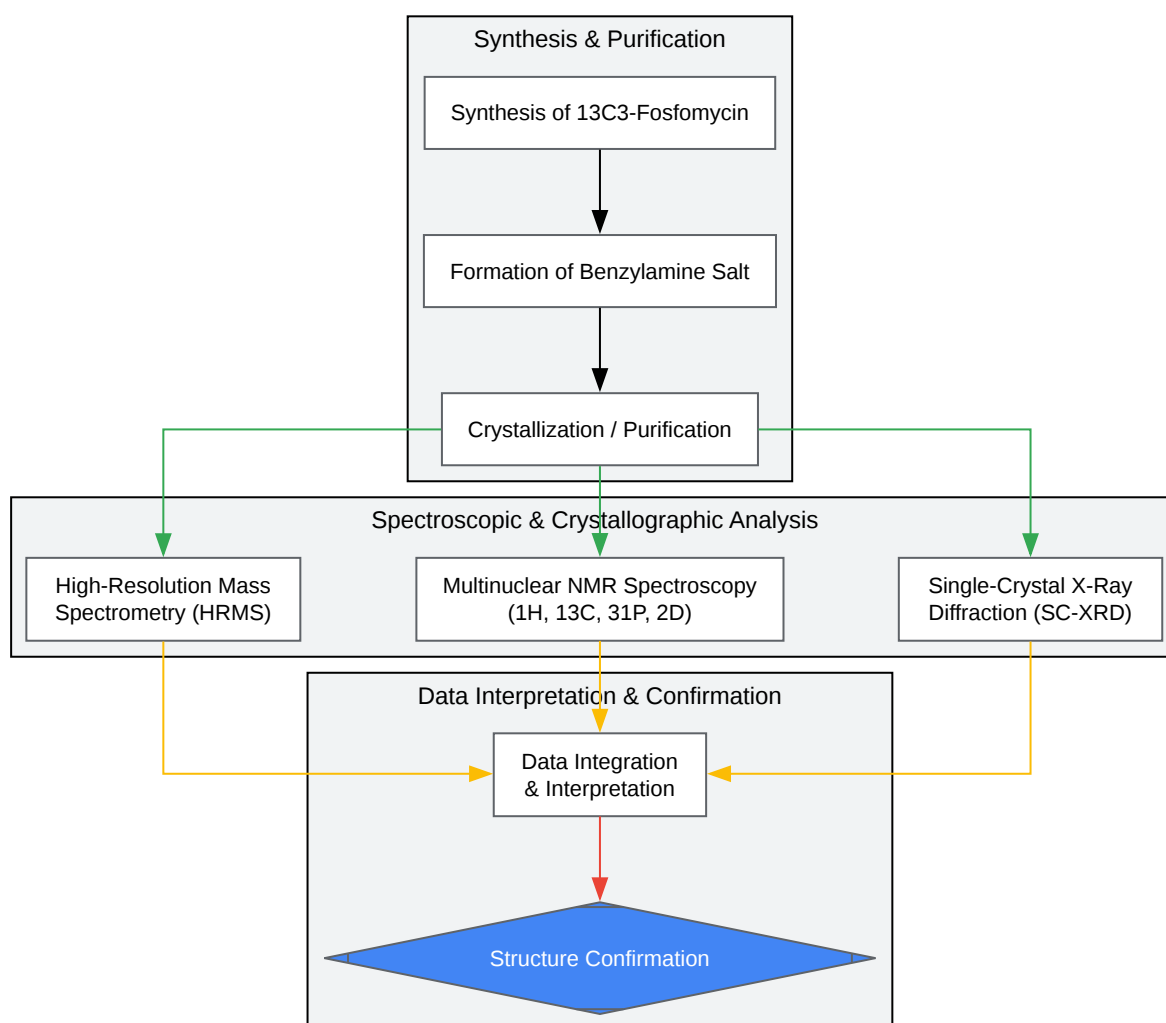 Synthesis & Purification
Synthesis of 13C3-Fosfomycin
Formation of Benzylamine Salt
Crystallization / Purification
Spectroscopic & Crystallographic Analysis
High-Resolution Mass
Spectrometry (HRMS)
Multinuclear NMR Spectroscopy
(1H, 13C, 31P, 2D)
Single-Crystal X-Ray
Diffraction (SC-XRD)
Data Interpretation & Confirmation
Data Integration
& Interpretation
Structure Confirmation